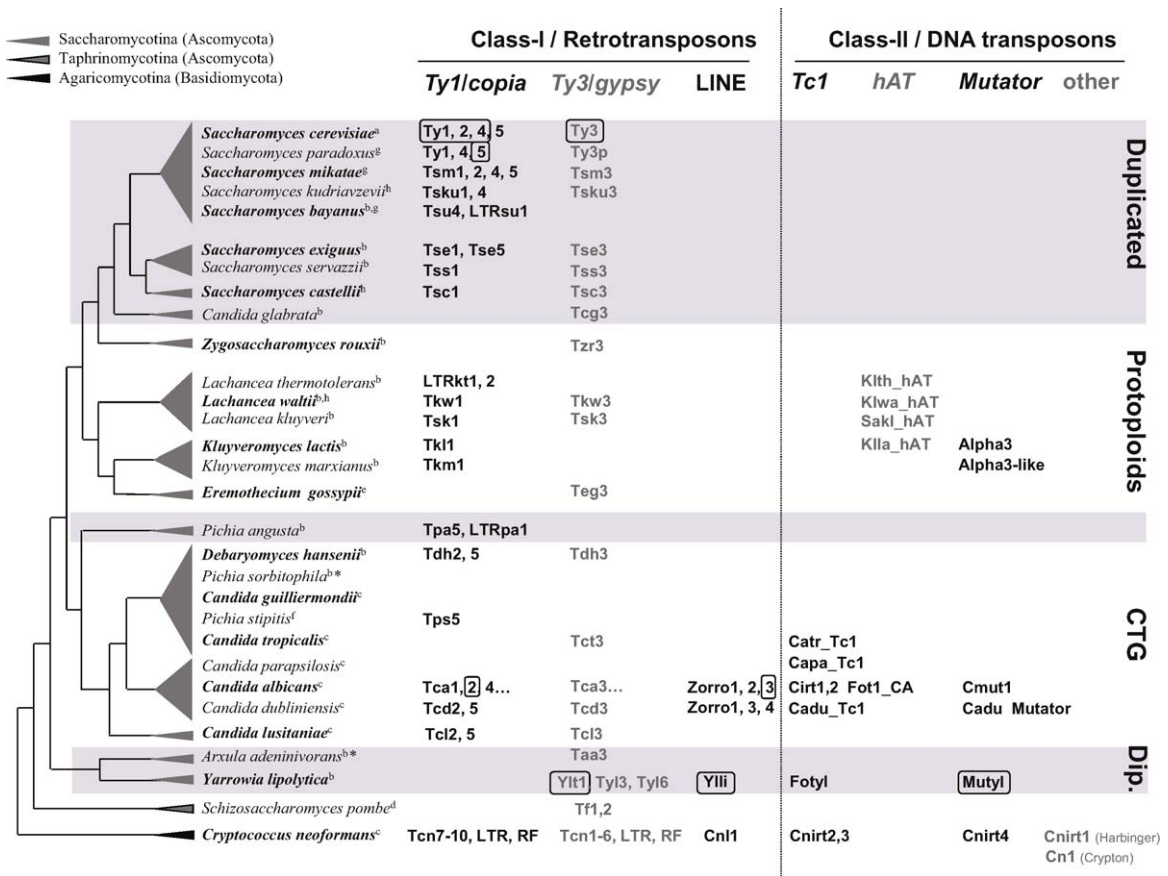 Saccharomycotina (Ascomycota)
Taphrinomycotina (Ascomycota)
Agaricomycotina (Basidiomycota)
Class-I / Retrotransposons Class-II / DNA transposons
Ty1/copia Ty3/gypsy LINE Tc1 hAT Mutator other
Saccharomyces cerevisiaeᵃ Ty1, 2, 4, 5 Ty3
Saccharomyces paradoxusᵍ Ty1, 4, 5 Ty3p
Saccharomyces mikataeᵍ Tsm1, 2, 4, 5 Tsm3
Saccharomyces kudriavzeviiʰ Tsku1, 4 Tsku3
Saccharomyces bayanusᵇ,ᵍ Tsu4, LTRsu1
Saccharomyces exiguusᵇ Tse1, Tse5 Tse3
Saccharomyces servazziiᵇ Tss1 Tss3
Saccharomyces castelliiʰ Tsc1 Tsc3
Candida glabrataᵇ Tcg3
Duplicated
Zygosaccharomyces rouxiiᵇ Tzr3
Lachancea thermotoleransᵇ LTRkt1, 2 Klth_hAT
Lachancea waltiiᵇ,ʰ Tkw1 Tkw3 Klwa_hAT
Lachancea kluyveriᵇ Tsk1 Tsk3 Sakl_hAT
Kluyveromyces lactisᵇ Tkl1 Klla_hAT Alpha3
Kluyveromyces marxianusᵇ Tkm1 Alpha3-like
Eremothecium gossypiiᵉ Teg3
Protoploids
Pichia angustaᵇ Tpa5, LTRpa1
Debaryomyces hanseniiᵇ Tdh2, 5 Tdh3
Pichia sorbitophilaᵇ*
Candida guilliermondiiᶜ
Pichia stipitisᶠ Tps5
Candida tropicalisᶜ Tct3 Catr_Tc1
Candida parapsilosisᶜ Capa_Tc1
Candida albicansᶜ Tca1, 2 4... Tca3... Zorro1, 2, 3 Cirt1,2 Fot1_CA Cmut1
Candida dubliniensisᶜ Tcd2, 5 Tcd3 Zorro1, 3, 4 Cadu_Tc1 Cadu Mutator
Candida lusitaniaeᶜ Tcl2, 5 Tcl3
CTG
Arxula adeninivoransᵇ* Taa3
Yarrowia lipolyticaᵇ Ylt1 Tyl3, Tyl6 Ylli Fotyl Mutyl
Dip.
Schizosaccharomyces pombeᵈ Tf1,2
Cryptococcus neoformansᶜ Tcn7-10, LTR, RF Tcn1-6, LTR, RF Cnl1 Cnirt2,3 Cnirt4 Cnirt1 (Harbinger)
Cn1 (Crypton)